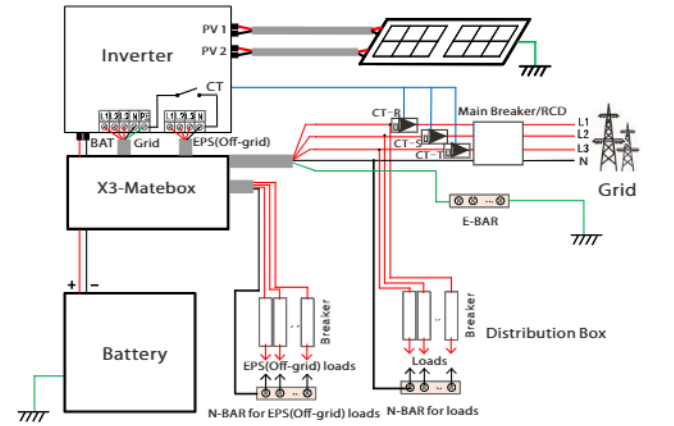 PV 1
PV 2
Inverter
CT
L1 L2 L3 N PE
L1 L2 L3 N
BAT
Grid
EPS(Off-grid)
CT-R
CT-S
CT-T
Main Breaker/RCD
L1
L2
L3
N
Grid
X3-Matebox
E-BAR
+ −
Battery
Breaker
EPS(Off-grid) loads
N-BAR for EPS(Off-grid) loads
Breaker
Loads
N-BAR for loads
Distribution Box